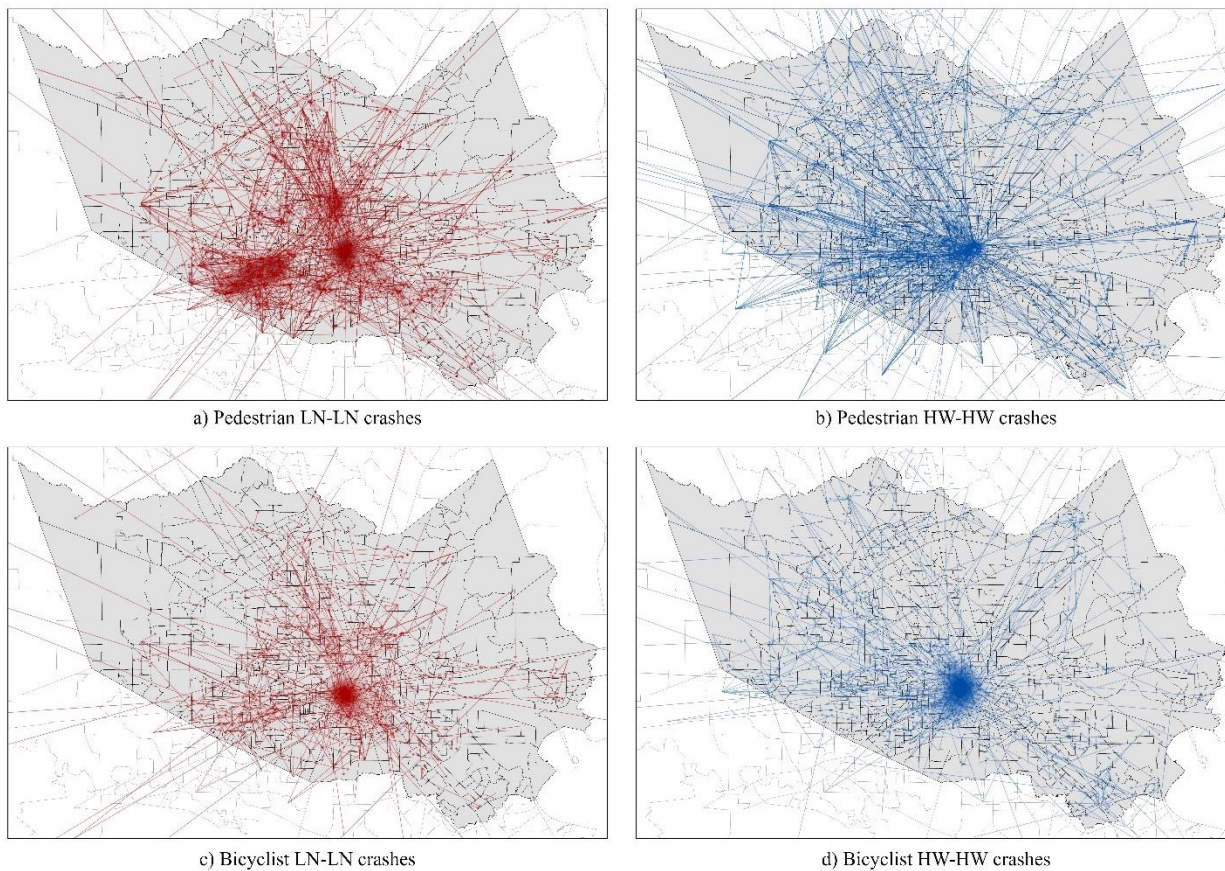 a) Pedestrian LN-LN crashes
b) Pedestrian HW-HW crashes
c) Bicyclist LN-LN crashes
d) Bicyclist HW-HW crashes